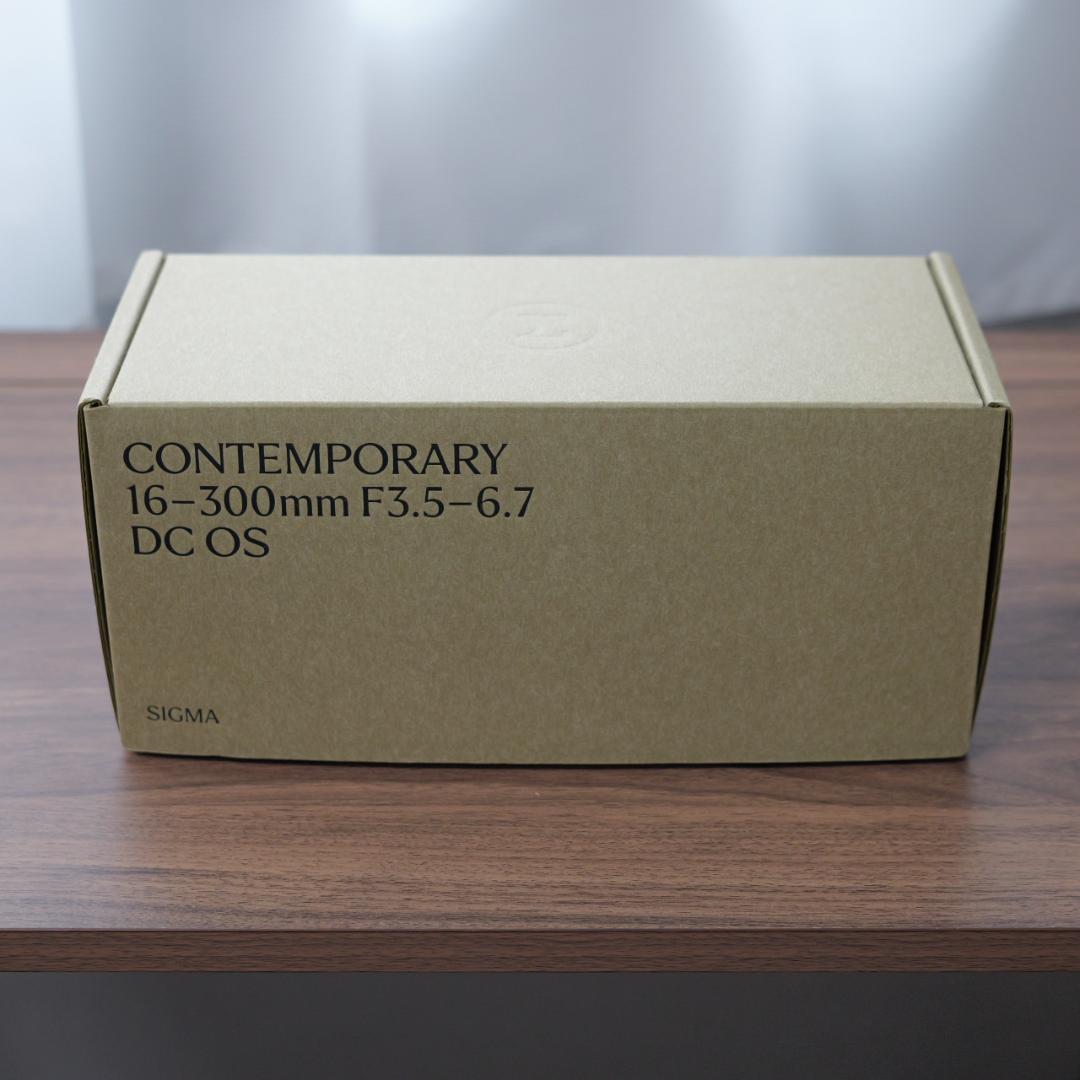 CONTEMPORARY
16–300mm F3.5–6.7
DC OS
SIGMA